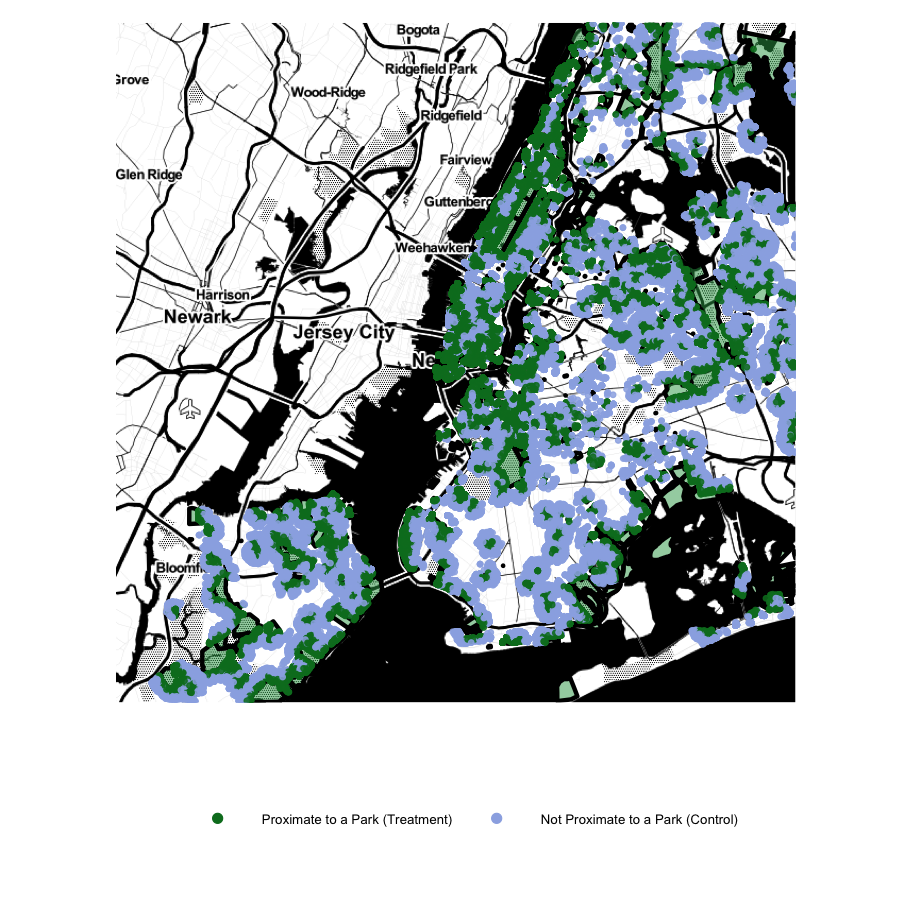 Bogota
Ridgefield Park
Grove
Wood-Ridge
Ridgefield
Fairview
Glen Ridge
Guttenberg
Weehawken
Harrison
Newark
Jersey City
Ne
Bloomfi
Proximate to a Park (Treatment)
Not Proximate to a Park (Control)